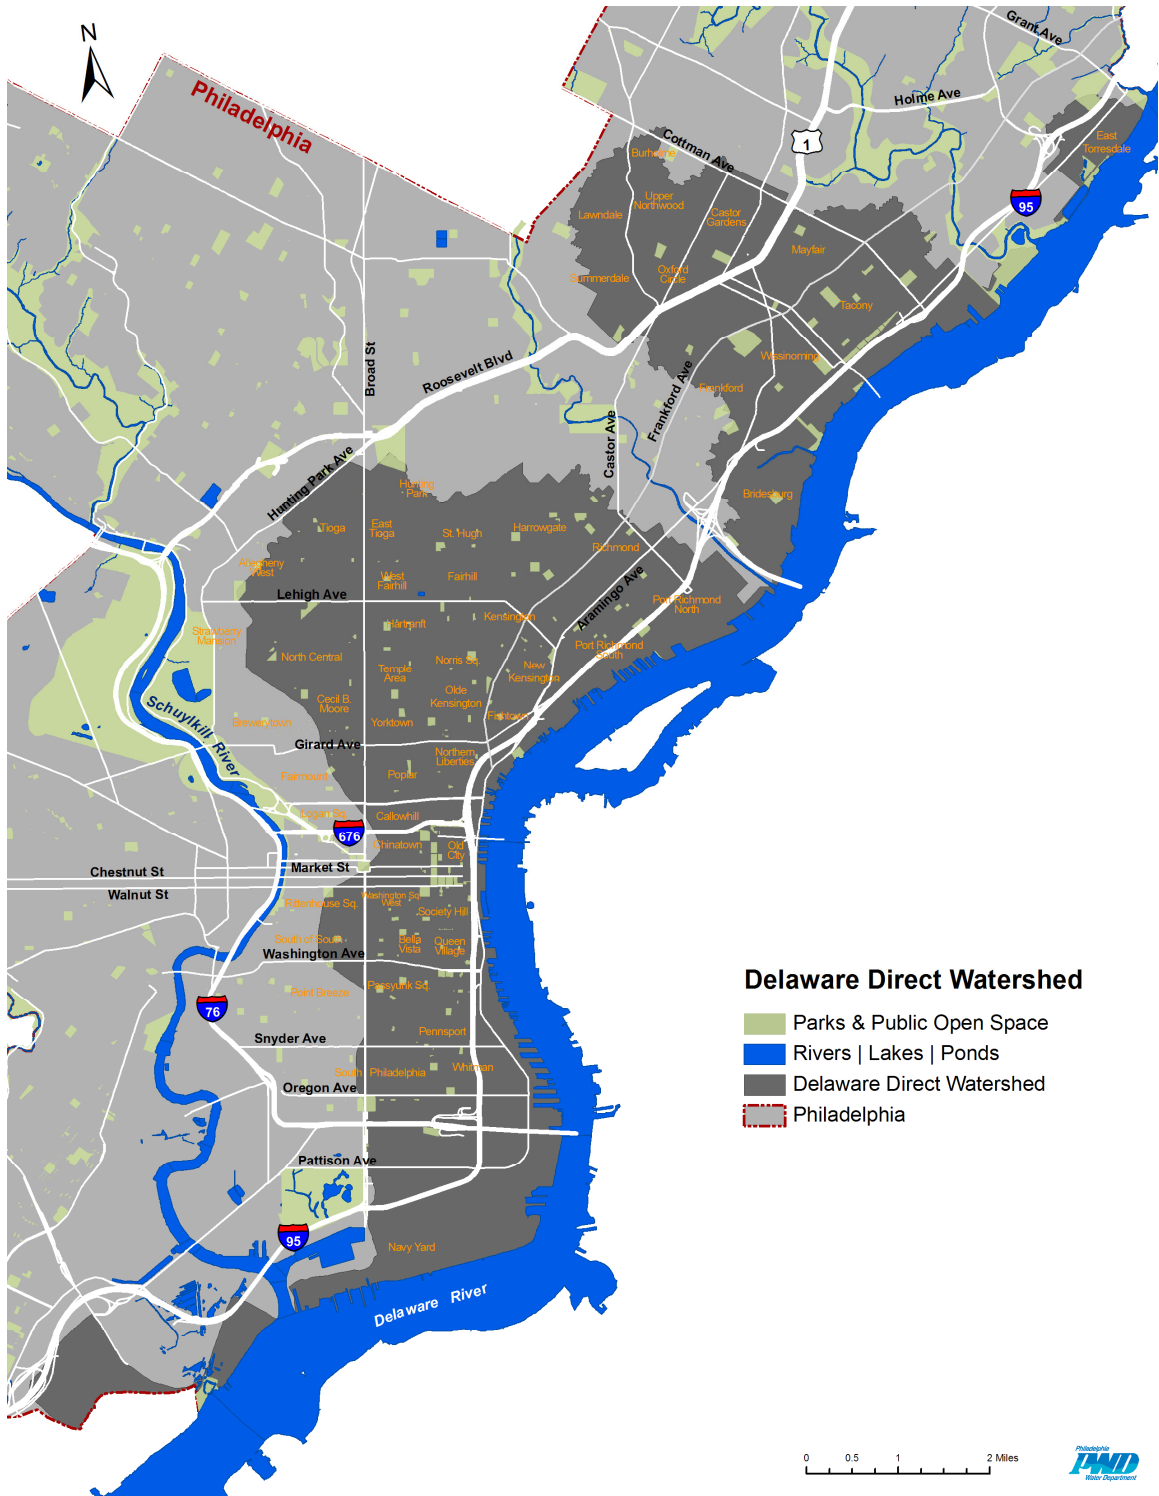 N
Philadelphia
Grant Ave
Holme Ave
Cottman Ave
1
East
Torresdale
95
Burholme
Upper
Northwood
Lawndale
Castor
Gardens
Mayfair
Summerdale
Oxford
Circle
Tacony
Wissinoming
Frankford
Broad St
Roosevelt Blvd
Frankford Ave
Castor Ave
Hunting Park Ave
Hunting
Park
Bridesburg
Tioga
East
Tioga
St. Hugh
Harrowgate
Richmond
Allegheny
West
West
Fairhill
Fairhill
Lehigh Ave
Aramingo Ave
Port Richmond
North
Kensington
Hartranft
Strawberry
Mansion
North Central
Norris Sq.
Port Richmond
South
Temple
Area
New
Kensington
Cecil B.
Moore
Olde
Kensington
Schuylkill River
Brewerytown
Yorktown
Fishtown
Girard Ave
Northern
Liberties
Fairmount
Poplar
Logan Sq.
Callowhill
676
Chinatown
Old
City
Market St
Chestnut St
Walnut St
Rittenhouse Sq.
Washington Sq.
West
Society Hill
South of South
Bella
Vista
Queen
Village
Washington Ave
Point Breeze
Passyunk Sq.
76
Snyder Ave
Pennsport
South Philadelphia
Whitman
Oregon Ave
Pattison Ave
95
Navy Yard
Delaware River
Delaware Direct Watershed
Parks & Public Open Space
Rivers | Lakes | Ponds
Delaware Direct Watershed
Philadelphia
0 0.5 1 2 Miles
Philadelphia
PWD
Water Department